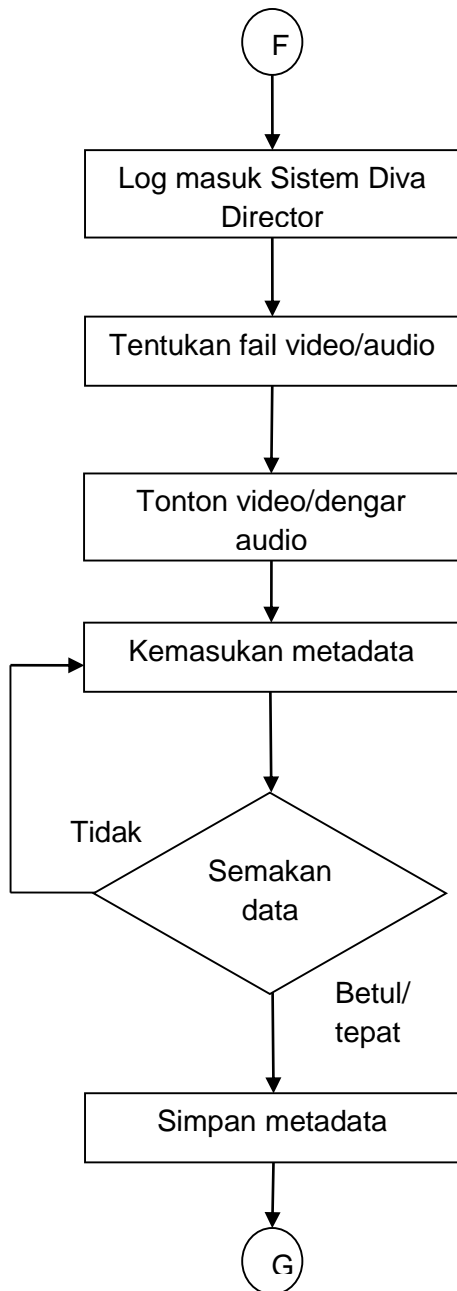 F
Log masuk Sistem Diva
Director
Tentukan fail video/audio
Tonton video/dengar
audio
Kemasukan metadata
Tidak
Semakan
data
Betul/
tepat
Simpan metadata
G